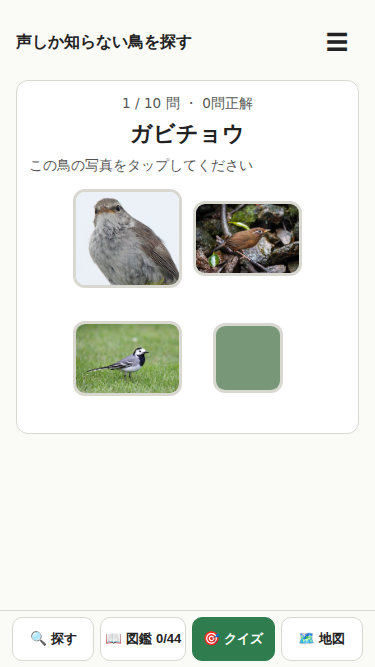 声しか知らない鳥を探す
1 / 10 問 ・ 0問正解
ガビチョウ
この鳥の写真をタップしてください
探す
図鑑 0/44
クイズ
地図